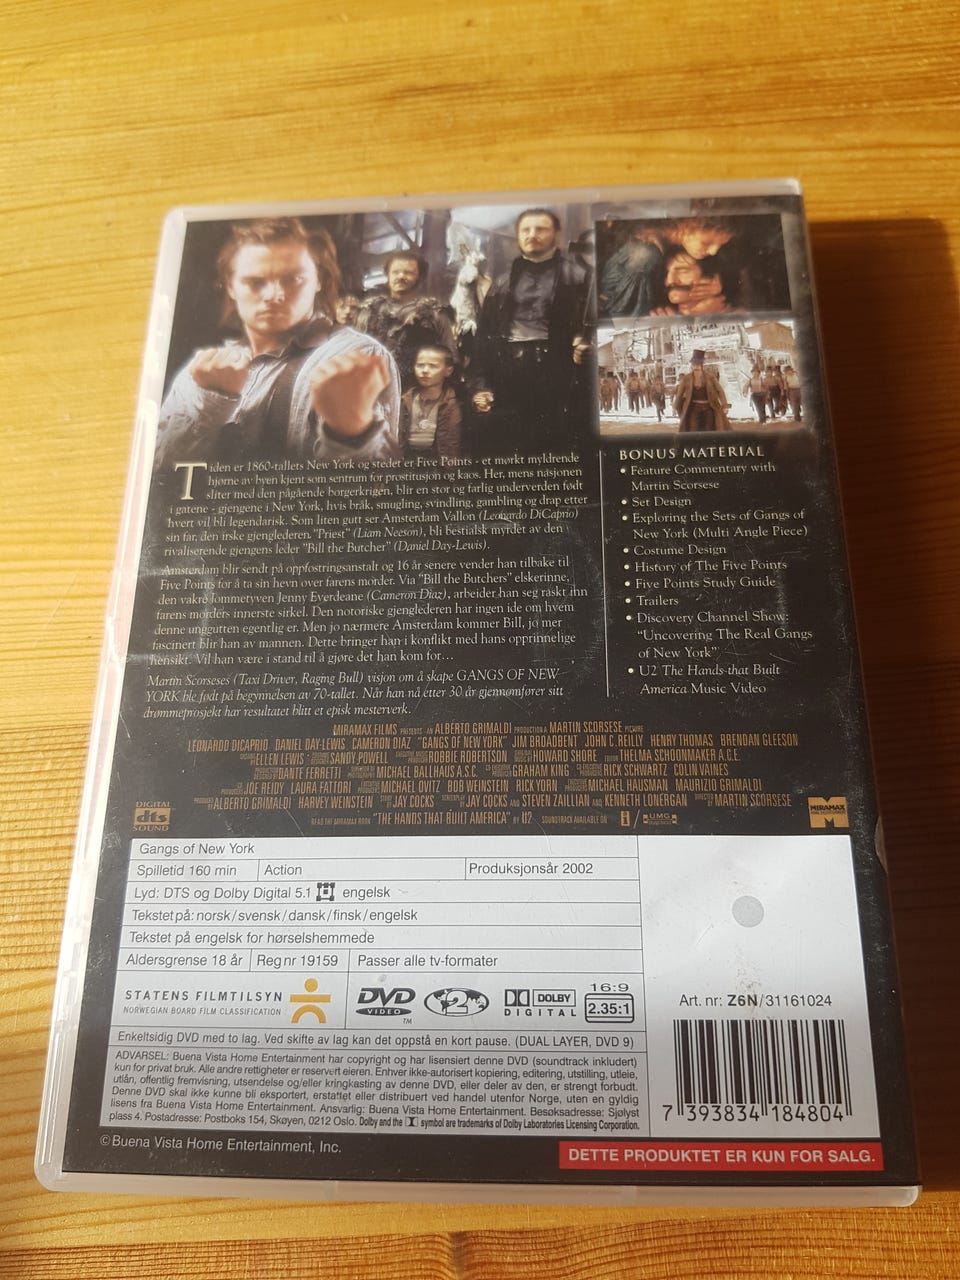 Tiden er 1860-tallets New York og stedet er Five Points - et mørkt myldrende
hjørne av byen kjent som sentrum for prostitusjon og kaos. Her, mens nasjonen
sliter med den pågående borgerkrigen, blir en stor og farlig underverden født
i gatene - gjengene i New York, hvis bråk, smugling, svindling, gambling og drap etter
hvert vil bli legendarisk. Som liten gutt ser Amsterdam Vallon (Leonardo DiCaprio)
sin far, den irske gjenglederen "Priest" (Liam Neeson), bli bestialsk myrdet av den
rivaliserende gjengens leder "Bill the Butcher" (Daniel Day-Lewis).
Amsterdam blir sendt på oppfostringsanstalt og 16 år senere vender han tilbake til
Five Points for å ta sin hevn over farens morder. Via "Bill the Butchers" elskerinne,
den vakre lommetyven Jenny Everdeane (Cameron Diaz), arbeider han seg raskt inn
farens morders innerste sirkel. Den notoriske gjenglederen har ingen ide om hvem
denne unggutten egentlig er. Men jo nærmere Amsterdam kommer Bill, jo mer
fascinert blir han av mannen. Dette bringer han i konflikt med hans opprinnelige
hensikt. Vil han være i stand til å gjøre det han kom for...
Martin Scorseses (Taxi Driver, Raging Bull) visjon om å skape GANGS OF NEW
YORK ble født på begynnelsen av 70-tallet. Når han nå etter 30 år gjennomfører sitt
drømmeprosjekt har resultatet blitt et episk mesterverk.
BONUS MATERIAL
• Feature Commentary with
Martin Scorsese
• Set Design
• Exploring the Sets of Gangs of
New York (Multi Angle Piece)
• Costume Design
• History of The Five Points
• Five Points Study Guide
• Trailers
• Discovery Channel Show:
"Uncovering The Real Gangs
of New York"
• U2 The Hands that Built
America Music Video
MIRAMAX FILMS PRESENTS AN ALBERTO GRIMALDI PRODUCTION A MARTIN SCORSESE PICTURE
LEONARDO DICAPRIO DANIEL DAY-LEWIS CAMERON DIAZ "GANGS OF NEW YORK" JIM BROADBENT JOHN C. REILLY HENRY THOMAS BRENDAN GLEESON
ELLEN LEWIS SANDY POWELL ROBBIE ROBERTSON HOWARD SHORE THELMA SCHOONMAKER A.C.E.
DANTE FERRETTI MICHAEL BALLHAUS A.S.C. GRAHAM KING RICK SCHWARTZ COLIN VAINES
JOE REIDY LAURA FATTORI MICHAEL OVITZ BOB WEINSTEIN RICK YORN MICHAEL HAUSMAN MAURIZIO GRIMALDI
ALBERTO GRIMALDI HARVEY WEINSTEIN JAY COCKS JAY COCKS AND STEVEN ZAILLIAN AND KENNETH LONERGAN MARTIN SCORSESE
READ THE MIRAMAX BOOK "THE HANDS THAT BUILT AMERICA" BY U2 SOUNDTRACK AVAILABLE ON UMG
DIGITAL
dts
SOUND
MIRAMAX
Gangs of New York
Spilletid 160 min Action Produksjonsår 2002
Lyd: DTS og Dolby Digital 5.1 engelsk
Tekstet på: norsk/svensk/dansk/finsk/engelsk
Tekstet på engelsk for hørselshemmede
Aldersgrense 18 år Reg nr 19159 Passer alle tv-formater
STATENS FILMTILSYN
NORWEGIAN BOARD FILM CLASSIFICATION
DVD
VIDEO
TM
2
DOLBY
DIGITAL
16:9
2.35:1
Enkeltsidig DVD med to lag. Ved skifte av lag kan det oppstå en kort pause. (DUAL LAYER, DVD 9)
ADVARSEL: Buena Vista Home Entertainment har copyright og har lisensiert denne DVD (soundtrack inkludert)
kun for privat bruk. Alle andre rettigheter er reservert eieren. Enhver ikke-autorisert kopiering, editering, utstilling, utleie,
utlån, offentlig fremvisning, utsendelse og/eller kringkasting av denne DVD, eller deler av den, er strengt forbudt.
Denne DVD skal ikke kunne bli eksportert, erstattet eller distribuert ved handel utenfor Norge, uten en gyldig
lisens fra Buena Vista Home Entertainment. Ansvarlig: Buena Vista Home Entertainment. Besøksadresse: Sjølyst
plass 4. Postadresse: Postboks 154, Skøyen, 0212 Oslo. Dolby and the symbol are trademarks of Dolby Laboratories Licensing Corporation.
Art. nr: Z6N/31161024
7 393834 184804
© Buena Vista Home Entertainment, Inc.
DETTE PRODUKTET ER KUN FOR SALG.